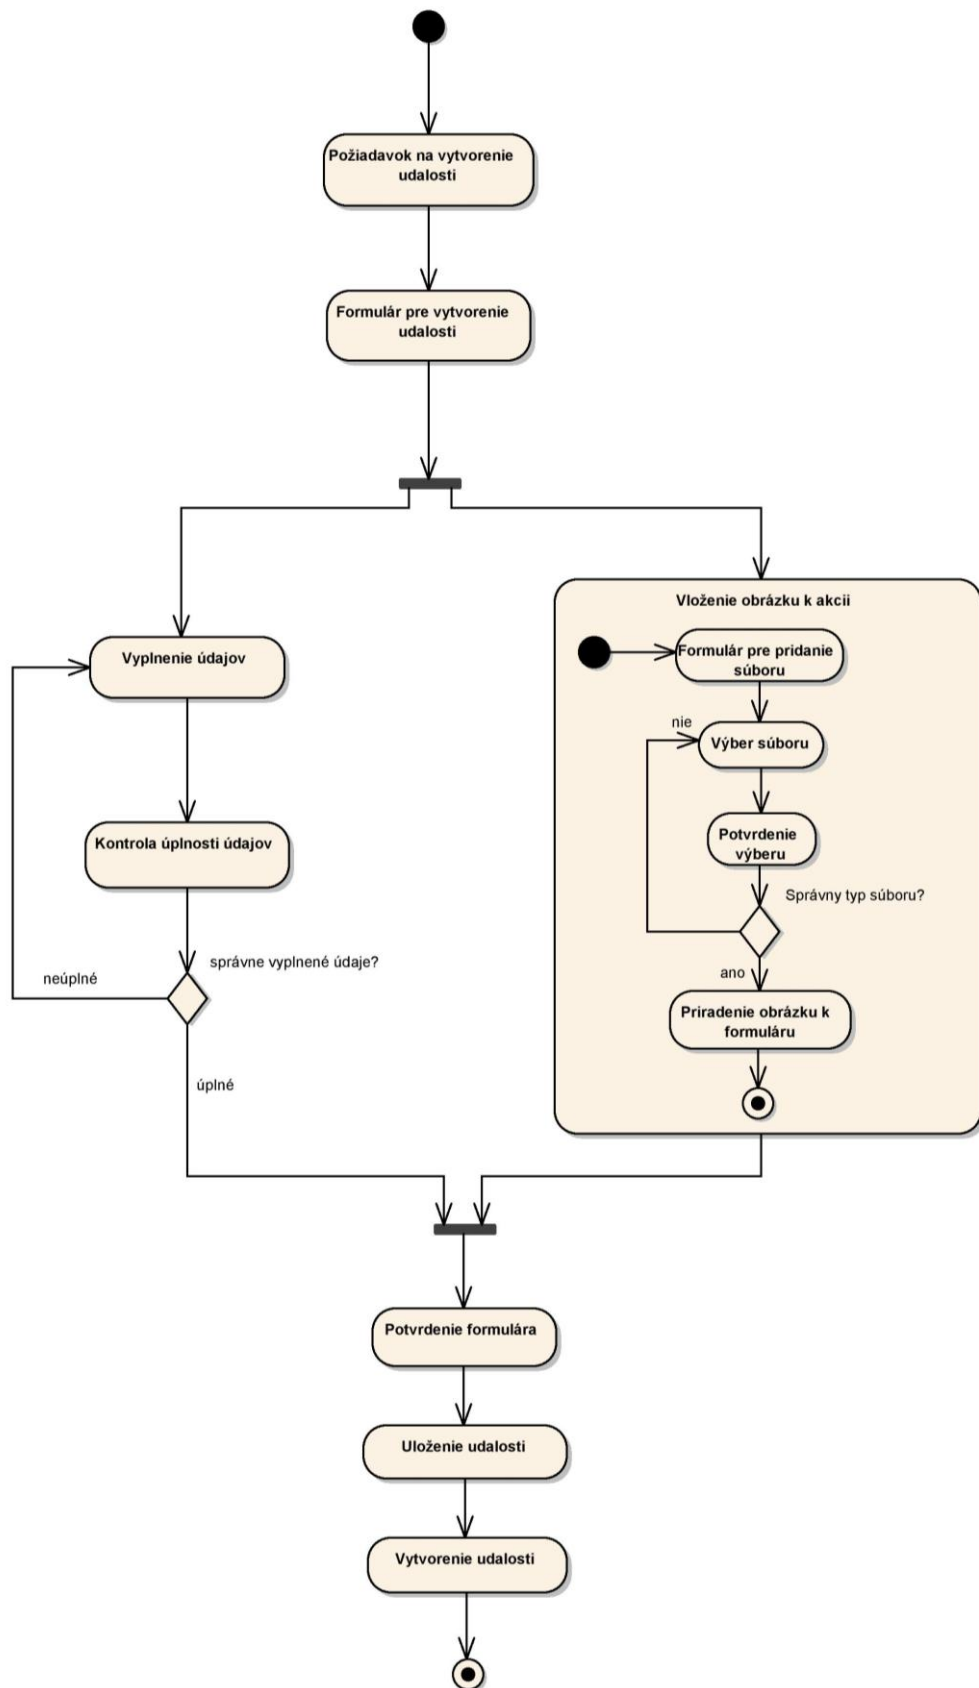 Požiadavok na vytvorenie
udalosti
Formulár pre vytvorenie
udalosti
Vyplnenie údajov
Kontrola úplnosti údajov
správne vyplnené údaje?
neúplné
úplné
Vloženie obrázku k akcii
Formulár pre pridanie
súboru
nie
Výber súboru
Potvrdenie
výberu
Správny typ súboru?
ano
Priradenie obrázku k
formuláru
Potvrdenie formulára
Uloženie udalosti
Vytvorenie udalosti